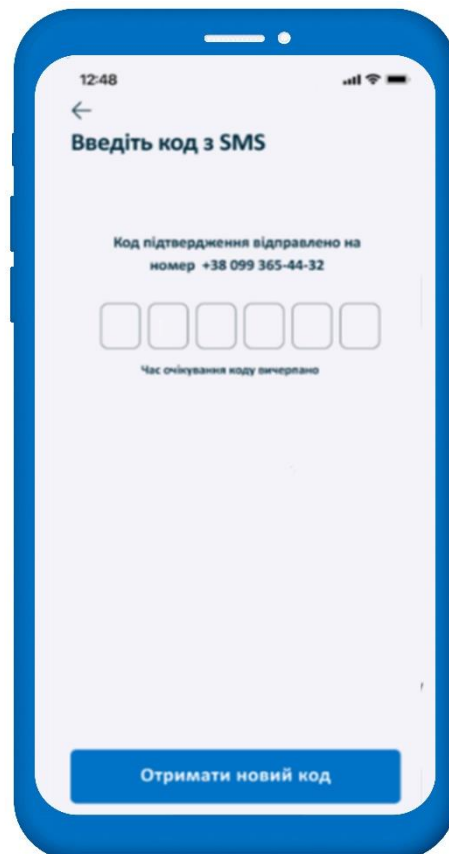 12:48
Введіть код з SMS
Код підтвердження відправлено на
номер +38 099 365-44-32
Час очікування коду вичерпано
Отримати новий код